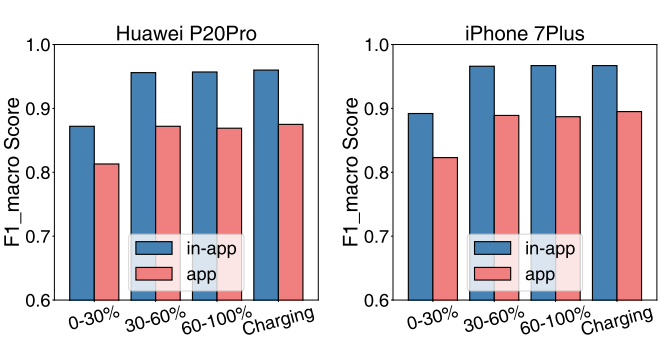 Huawei P20Pro
F1_macro Score
1.0
0.9
0.8
0.7
0.6
in-app
app
0-30%
30-60%
60-100%
Charging
iPhone 7Plus
F1_macro Score
1.0
0.9
0.8
0.7
0.6
in-app
app
0-30%
30-60%
60-100%
Charging